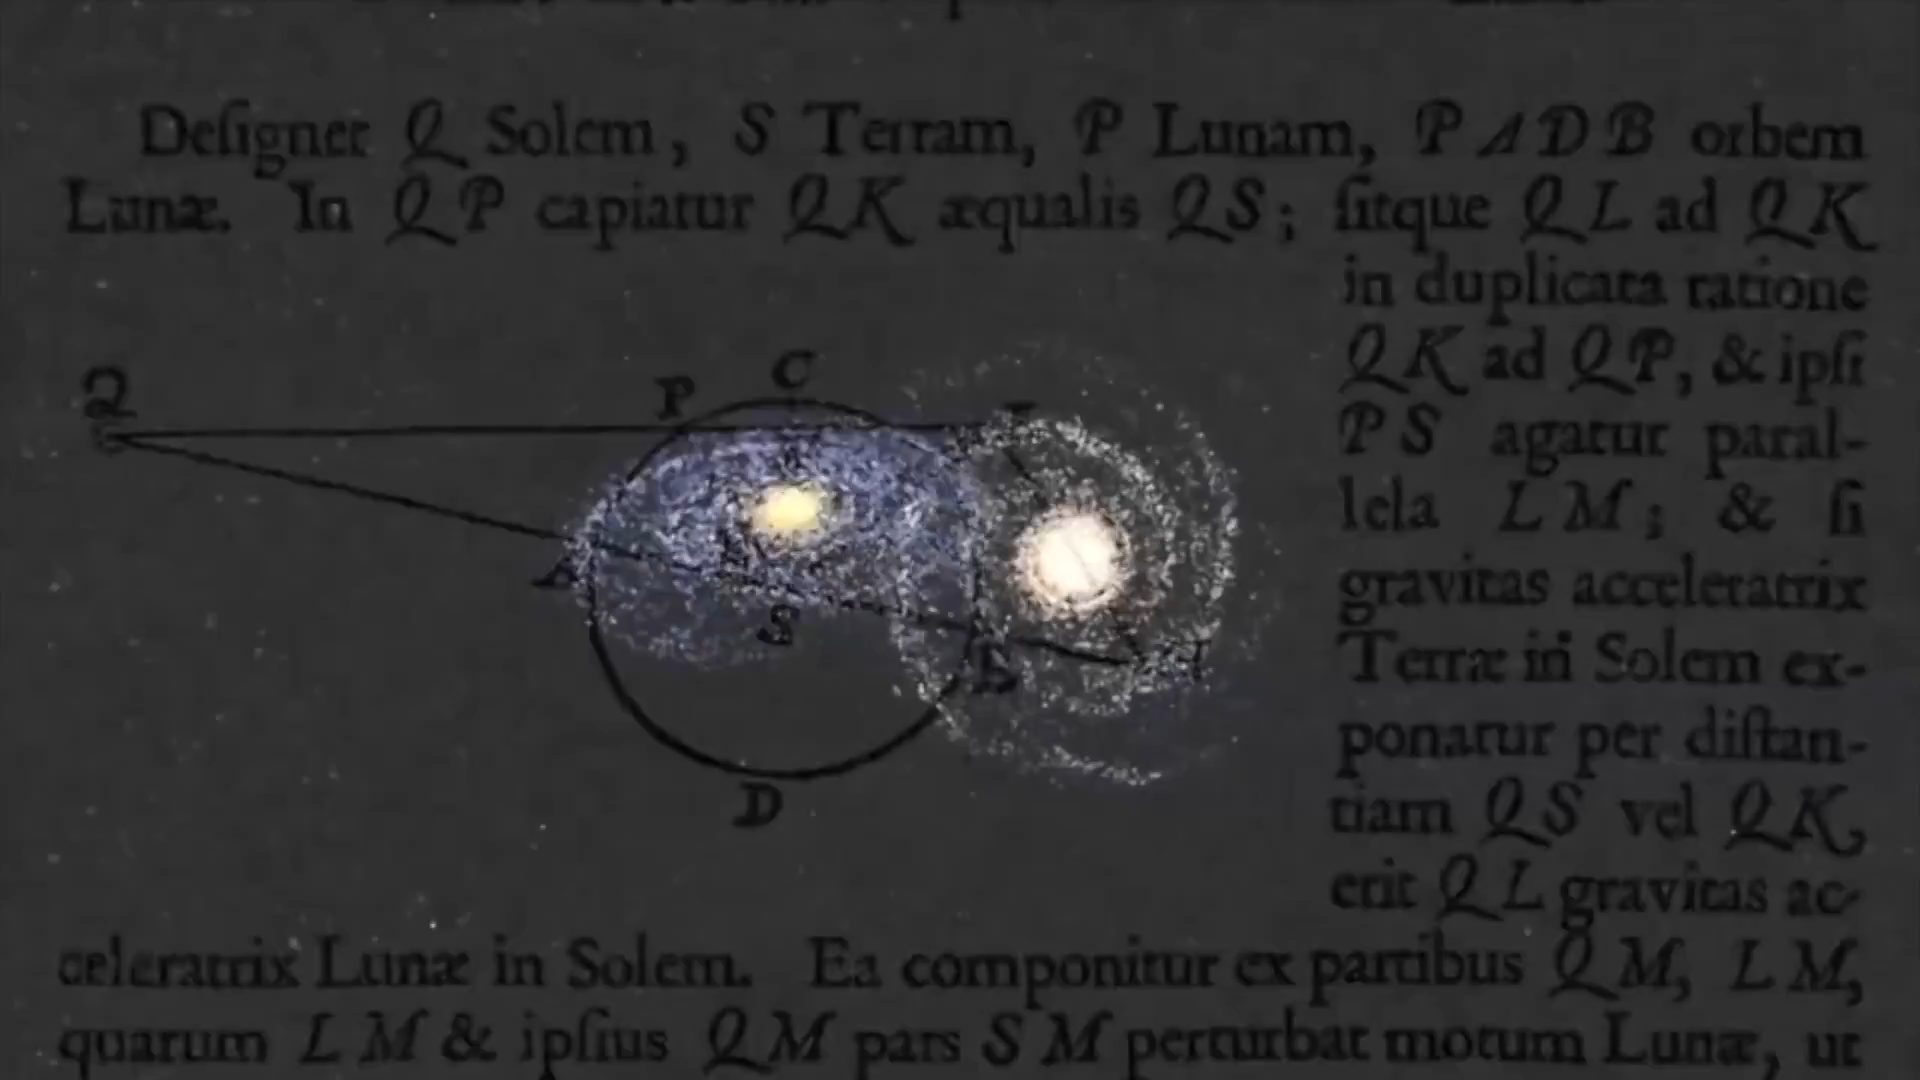 Deſignet Q Solem, S Terram, P Lunam, PADB orbem
Lunæ. In QP capiatur QK æqualis QS; ſitque QL ad QK
in duplicata ratione
QK ad QP, & ipſi
PS agatur paral-
lela LM; & ſi
gravitas acceleratrix
Terræ in Solem ex-
ponatur per diſtan-
tiam QS vel QK,
erit QL gravitas ac-
celeratrix Lunæ in Solem. Ea componitur ex partibus QM, LM,
quarum LM & ipſius QM pars SM perturbat motum Lunæ, ut
C
Q
P
A
S
B
D